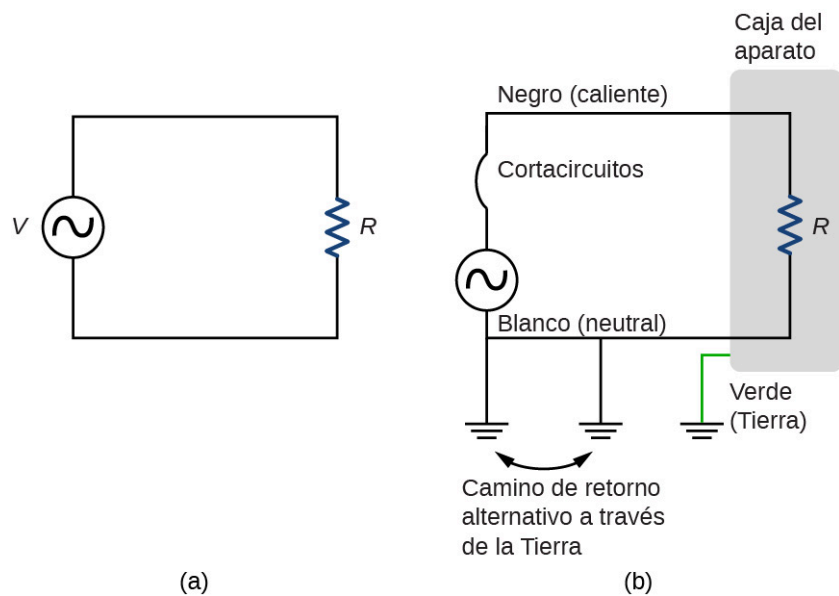 V
R
(a)
Caja del
aparato
Negro (caliente)
Cortacircuitos
R
Blanco (neutral)
Verde
(Tierra)
Camino de retorno
alternativo a través
de la Tierra
(b)